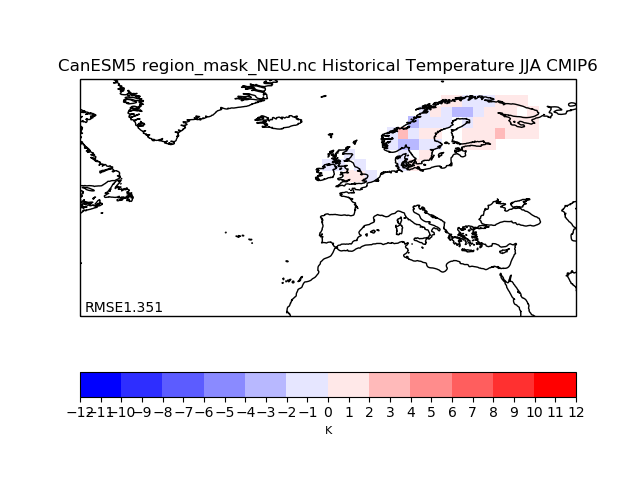 CanESM5 region_mask_NEU.nc Historical Temperature JJA CMIP6
RMSE1.351
−12 −11 −10 −9 −8 −7 −6 −5 −4 −3 −2 −1 0 1 2 3 4 5 6 7 8 9 10 11 12
K